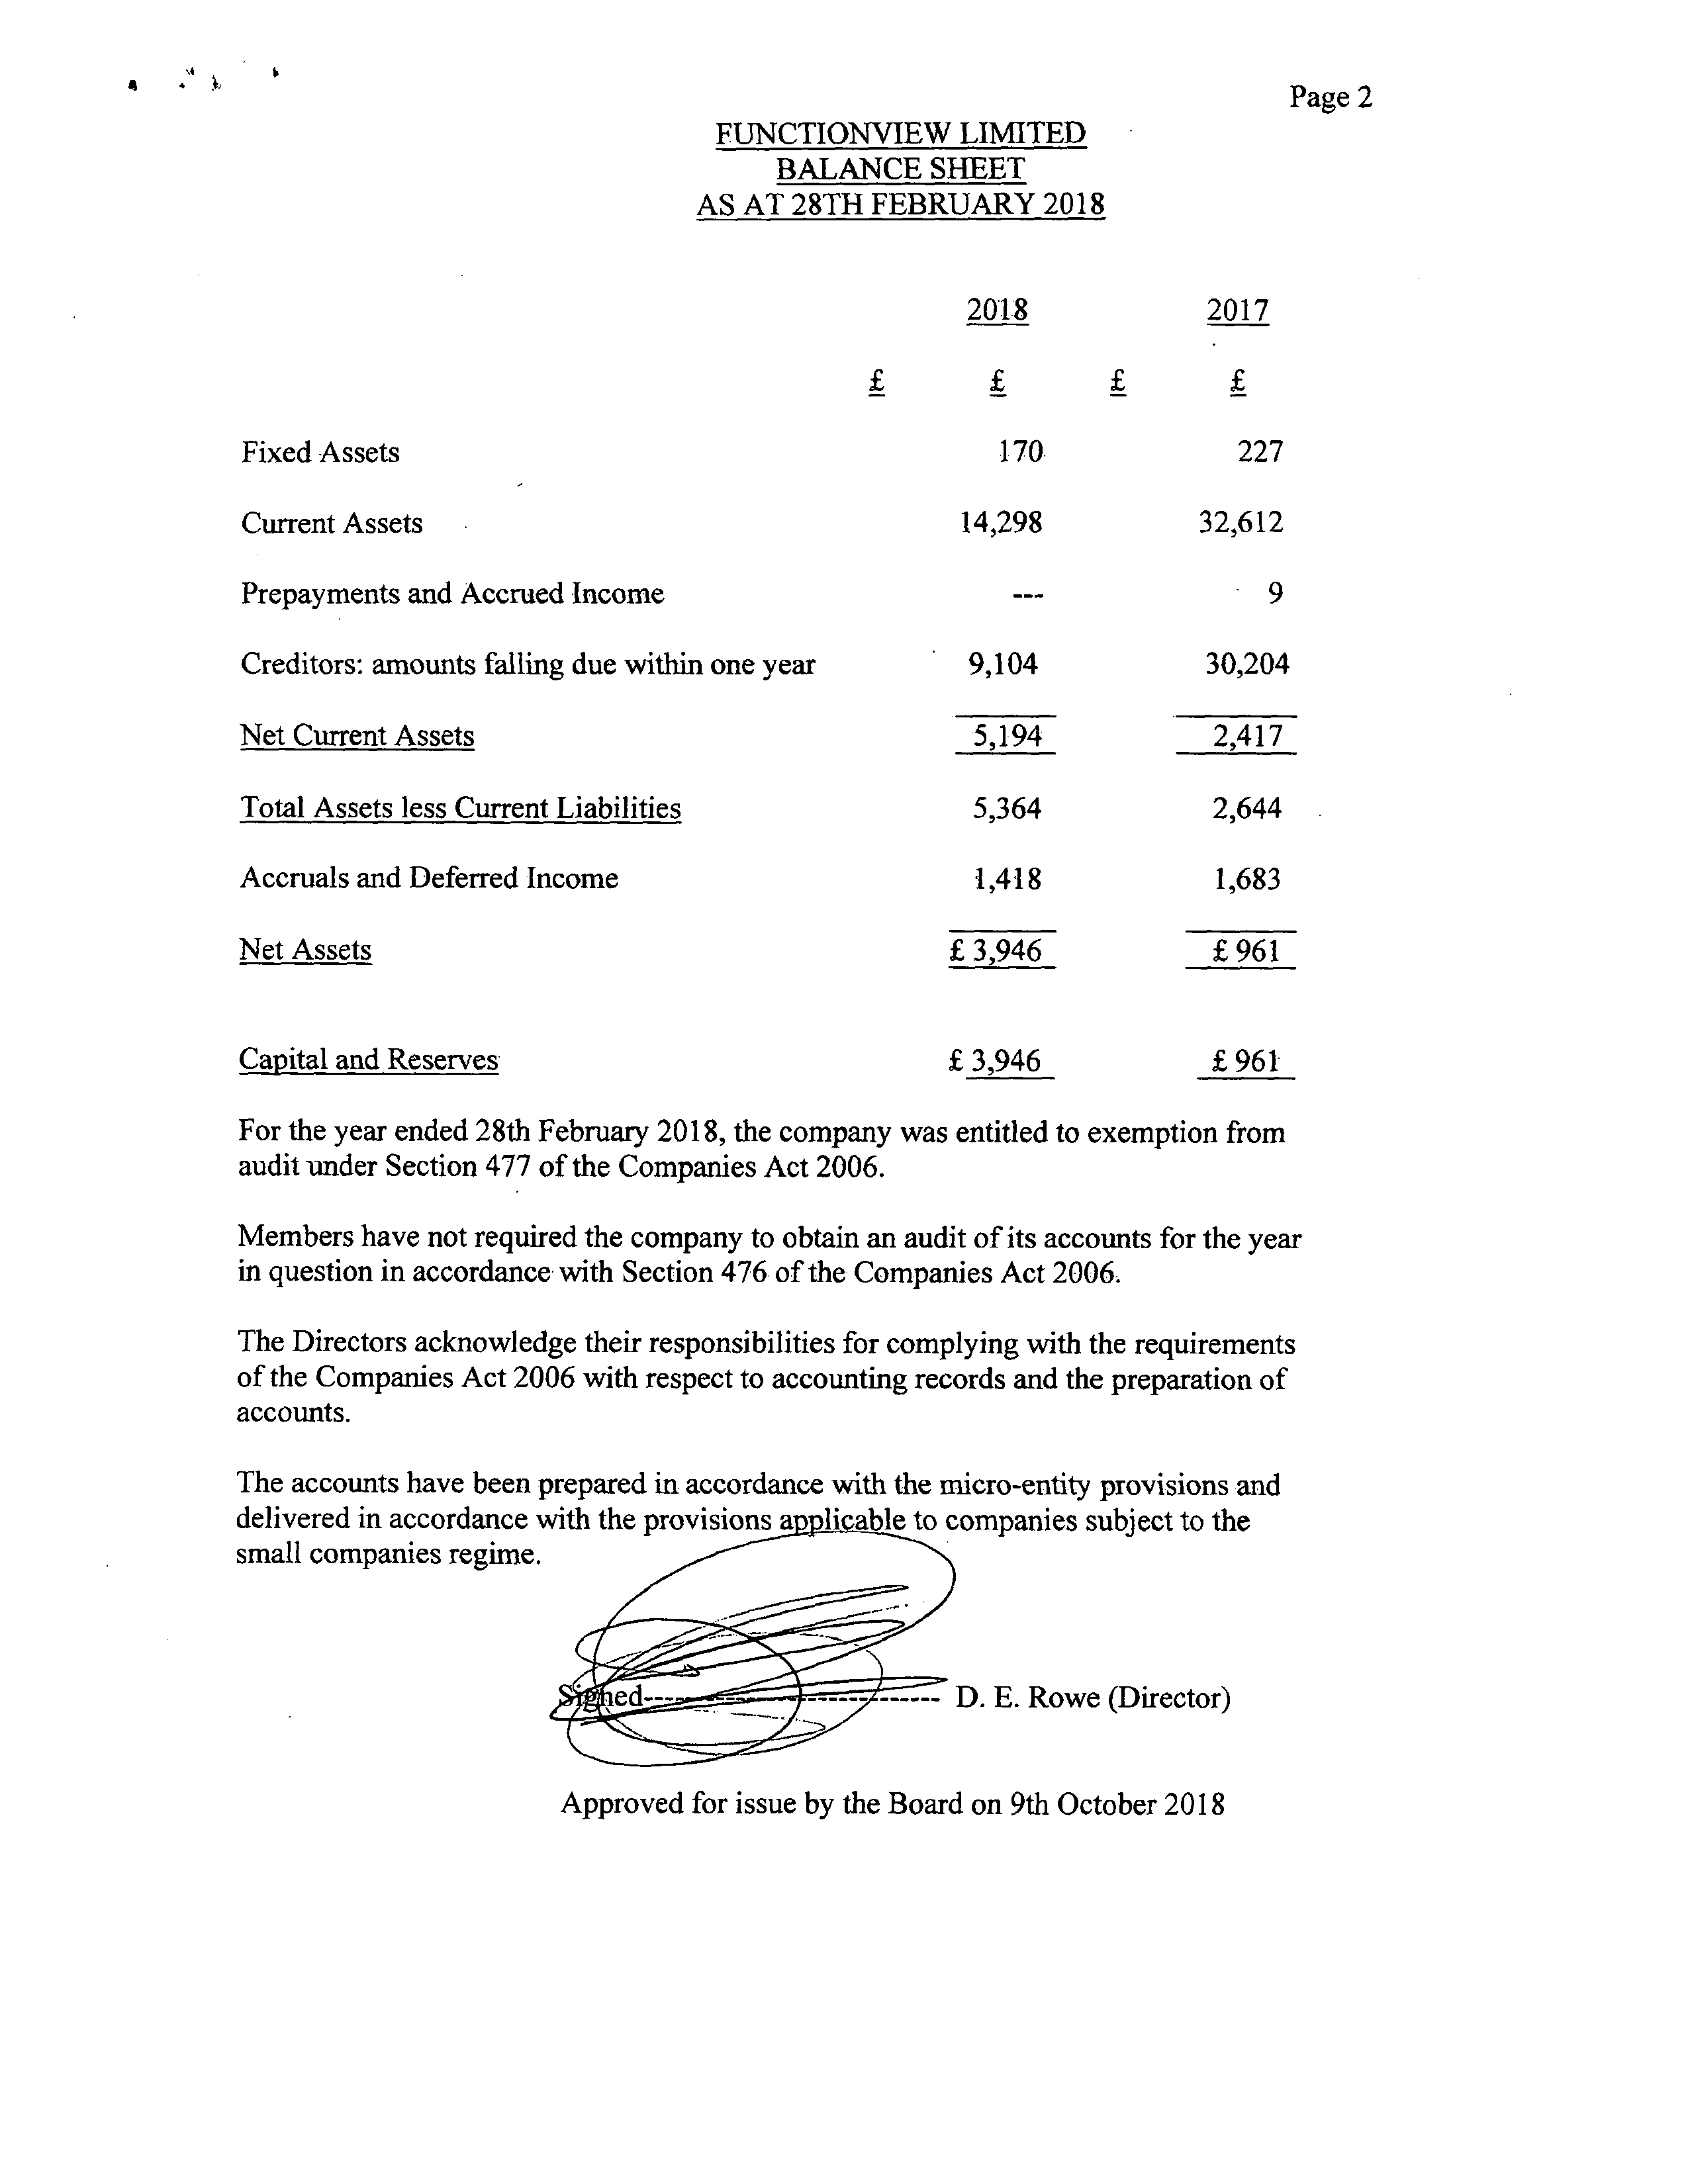 Page 2
FUNCTIONVIEW LIMITED
BALANCE SHEET
AS AT 28TH FEBRUARY 2018
2018 2017
£ £ £ £
Fixed Assets 170 227
Current Assets 14,298 32,612
Prepayments and Accrued Income --- 9
Creditors: amounts falling due within one year 9,104 30,204
Net Current Assets 5,194 2,417
Total Assets less Current Liabilities 5,364 2,644
Accruals and Deferred Income 1,418 1,683
Net Assets £ 3,946 £ 961
Capital and Reserves £ 3,946 £ 961
For the year ended 28th February 2018, the company was entitled to exemption from
audit under Section 477 of the Companies Act 2006.
Members have not required the company to obtain an audit of its accounts for the year
in question in accordance with Section 476 of the Companies Act 2006.
The Directors acknowledge their responsibilities for complying with the requirements
of the Companies Act 2006 with respect to accounting records and the preparation of
accounts.
The accounts have been prepared in accordance with the micro-entity provisions and
delivered in accordance with the provisions applicable to companies subject to the
small companies regime.
Signed------------------------------- D. E. Rowe (Director)
Approved for issue by the Board on 9th October 2018